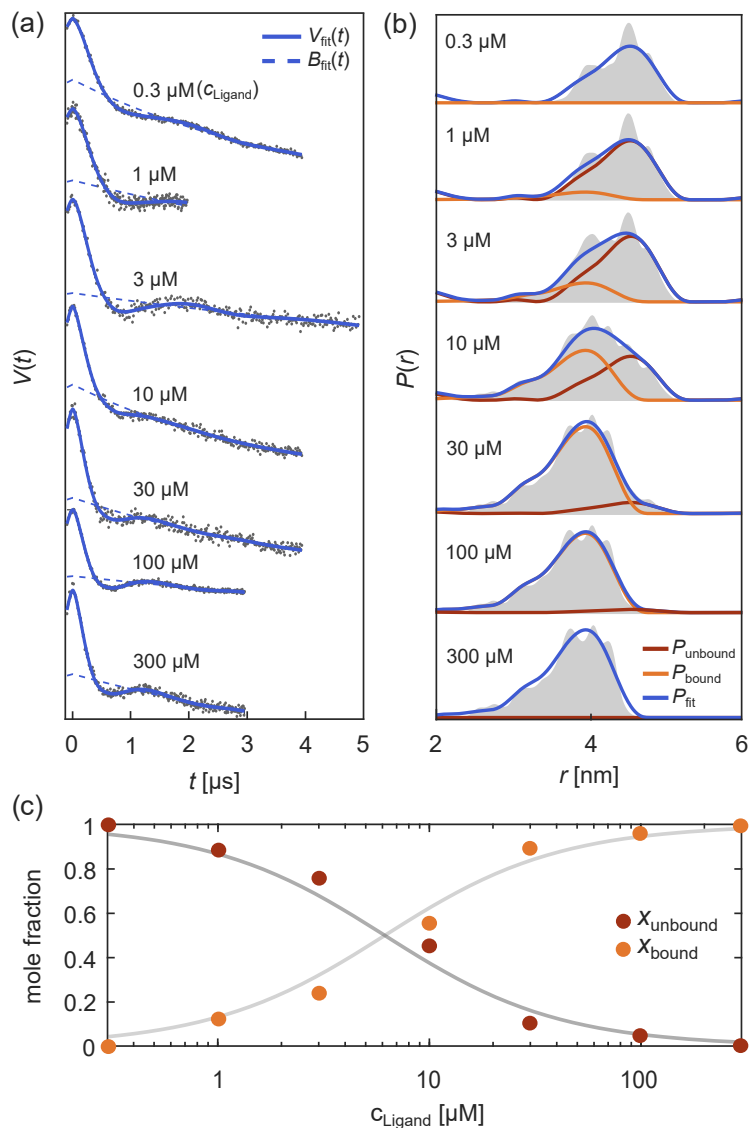 (a)
V_fit(t)
B_fit(t)
0.3 µM (c_Ligand)
1 µM
3 µM
10 µM
30 µM
100 µM
300 µM
V(t)
0 1 2 3 4 5
t [µs]
(b)
0.3 µM
1 µM
3 µM
10 µM
30 µM
100 µM
300 µM
P_unbound
P_bound
P_fit
P(r)
2 4 6
r [nm]
(c)
1
0.8
0.6
0.4
0.2
0
mole fraction
x_unbound
x_bound
1 10 100
c_Ligand [µM]